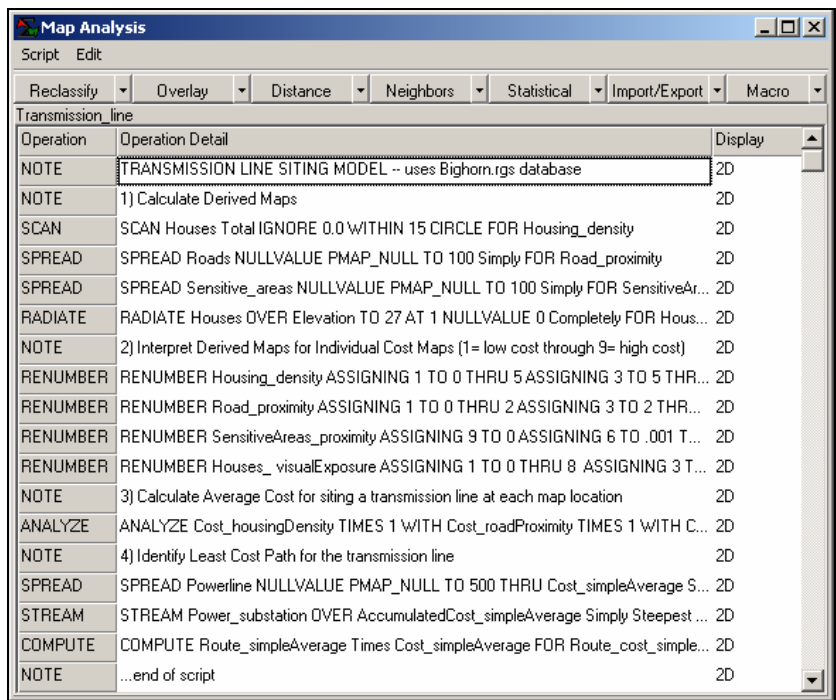 Map Analysis
Script Edit
Reclassify Overlay Distance Neighbors Statistical Import/Export Macro
Transmission_line
Operation Operation Detail Display
NOTE TRANSMISSION LINE SITING MODEL -- uses Bighorn.rgs database 2D
NOTE 1) Calculate Derived Maps 2D
SCAN SCAN Houses Total IGNORE 0.0 WITHIN 15 CIRCLE FOR Housing_density 2D
SPREAD SPREAD Roads NULLVALUE PMAP_NULL TO 100 Simply FOR Road_proximity 2D
SPREAD SPREAD Sensitive_areas NULLVALUE PMAP_NULL TO 100 Simply FOR SensitiveAr... 2D
RADIATE RADIATE Houses OVER Elevation TO 27 AT 1 NULLVALUE 0 Completely FOR Hous... 2D
NOTE 2) Interpret Derived Maps for Individual Cost Maps (1= low cost through 9= high cost) 2D
RENUMBER RENUMBER Housing_density ASSIGNING 1 TO 0 THRU 5 ASSIGNING 3 TO 5 THR... 2D
RENUMBER RENUMBER Road_proximity ASSIGNING 1 TO 0 THRU 2 ASSIGNING 3 TO 2 THR... 2D
RENUMBER RENUMBER SensitiveAreas_proximity ASSIGNING 9 TO 0 ASSIGNING 6 TO .001 T... 2D
RENUMBER RENUMBER Houses_ visualExposure ASSIGNING 1 TO 0 THRU 8 ASSIGNING 3 T... 2D
NOTE 3) Calculate Average Cost for siting a transmission line at each map location 2D
ANALYZE ANALYZE Cost_housingDensity TIMES 1 WITH Cost_roadProximity TIMES 1 WITH C... 2D
NOTE 4) Identify Least Cost Path for the transmission line 2D
SPREAD SPREAD Powerline NULLVALUE PMAP_NULL TO 500 THRU Cost_simpleAverage S... 2D
STREAM STREAM Power_substation OVER AccumulatedCost_simpleAverage Simply Steepest ... 2D
COMPUTE COMPUTE Route_simpleAverage Times Cost_simpleAverage FOR Route_cost_simple... 2D
NOTE ...end of script 2D